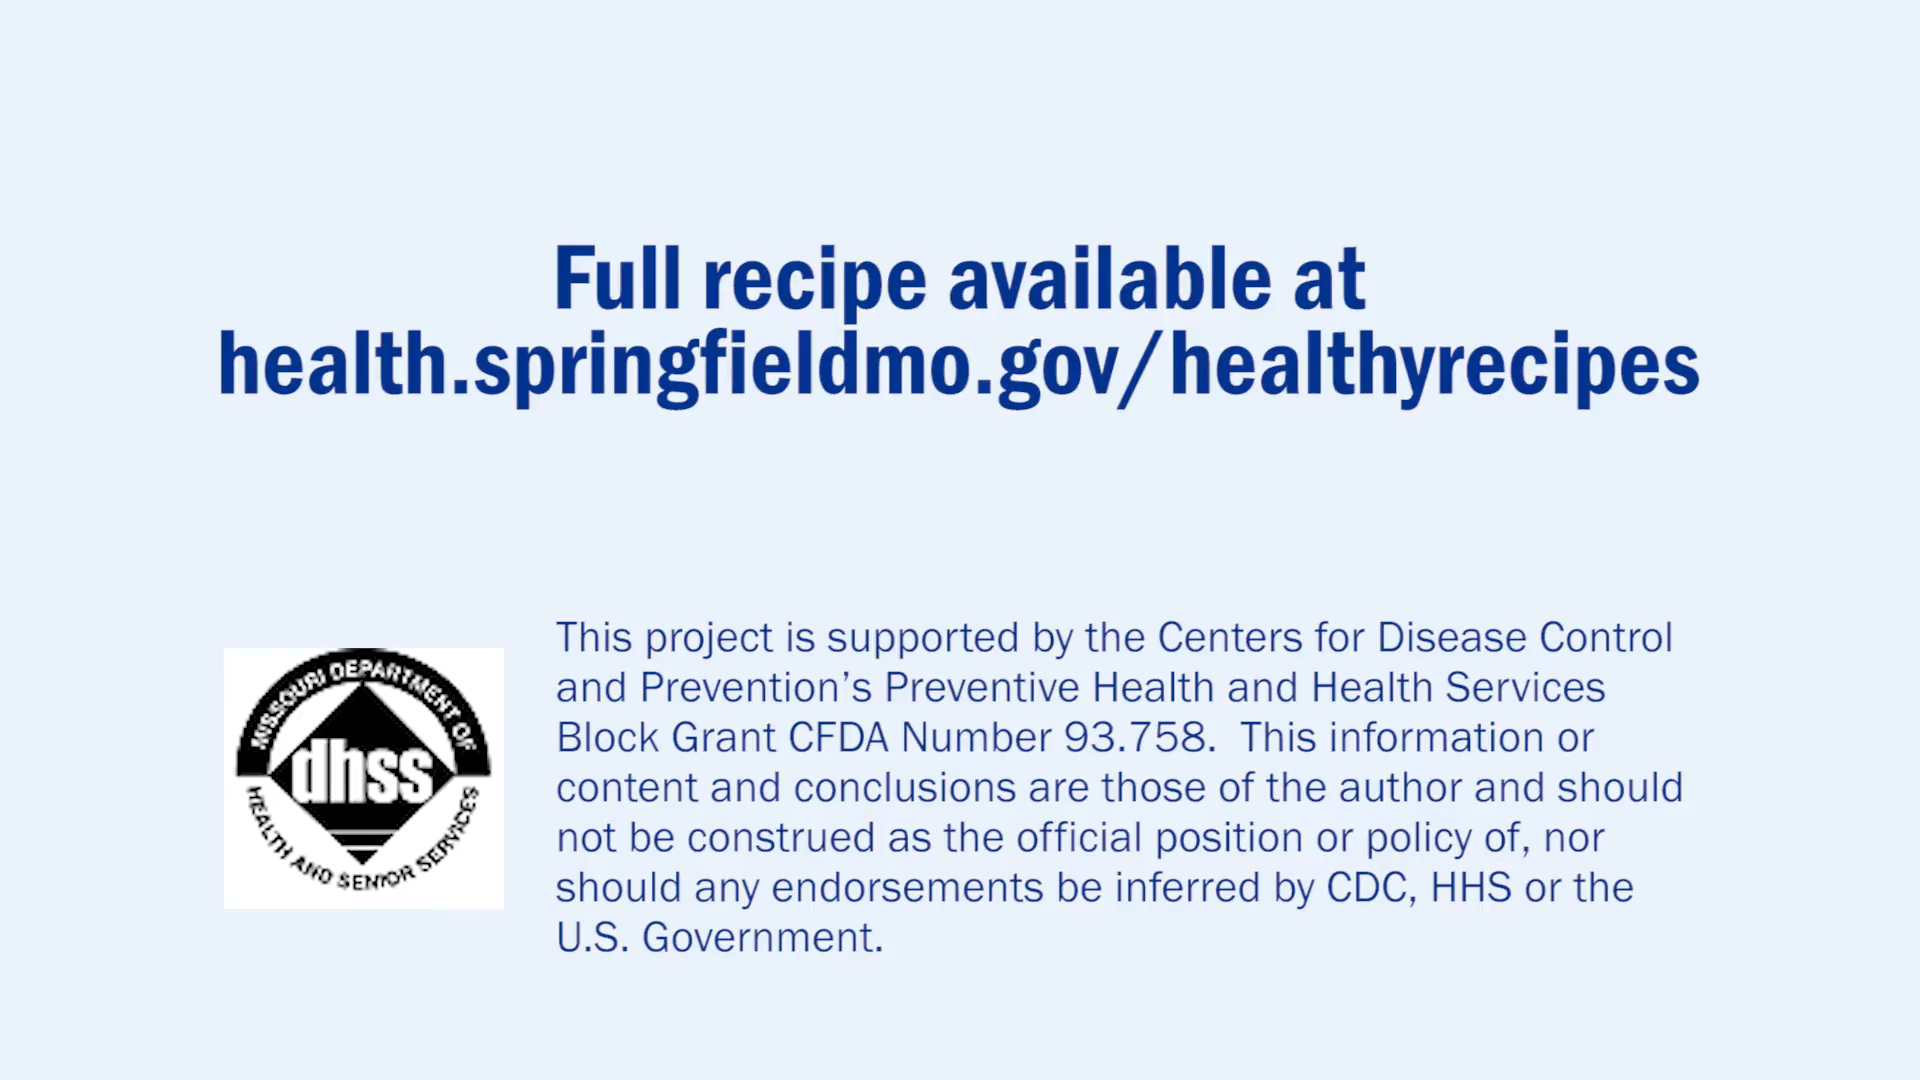 Full recipe available at
health.springfieldmo.gov/healthyrecipes
MISSOURI DEPARTMENT OF
dhss
HEALTH AND SENIOR SERVICES
This project is supported by the Centers for Disease Control
and Prevention’s Preventive Health and Health Services
Block Grant CFDA Number 93.758.  This information or
content and conclusions are those of the author and should
not be construed as the official position or policy of, nor
should any endorsements be inferred by CDC, HHS or the
U.S. Government.